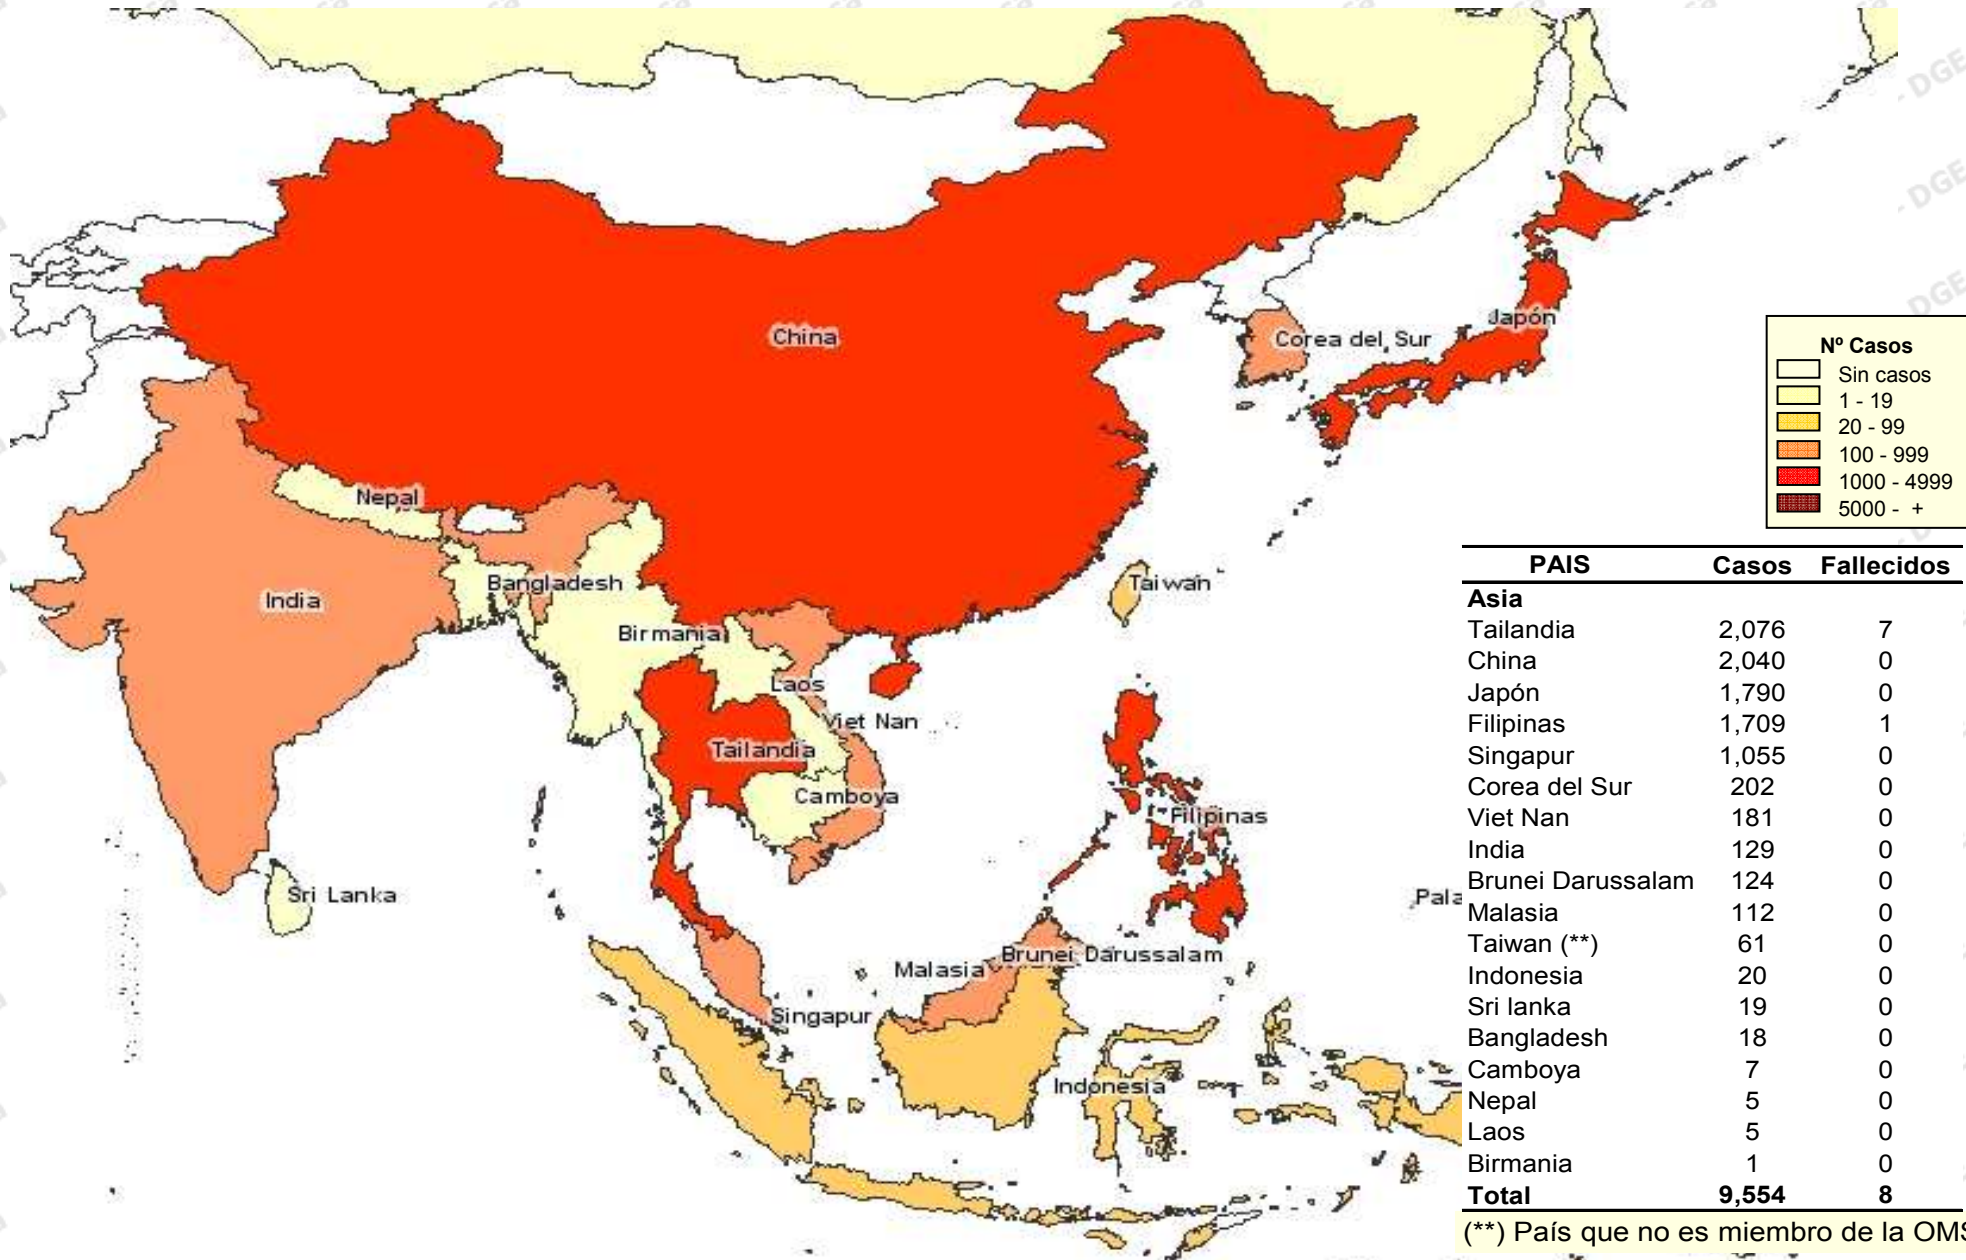 China
Corea del Sur
Japón
Nº Casos
Sin casos
1 - 19
20 - 99
100 - 999
1000 - 4999
5000 - +
Nepal
India
Bangladesh
Birmania
Taiwán
Laos
Viet Nan
Tailandia
Camboya
Filipinas
Sri Lanka
Pala
Brunei Darussalam
Malasia
Singapur
Indonesia
PAIS Casos Fallecidos
Asia
Tailandia 2,076 7
China 2,040 0
Japón 1,790 0
Filipinas 1,709 1
Singapur 1,055 0
Corea del Sur 202 0
Viet Nan 181 0
India 129 0
Brunei Darussalam 124 0
Malasia 112 0
Taiwan (**) 61 0
Indonesia 20 0
Sri lanka 19 0
Bangladesh 18 0
Camboya 7 0
Nepal 5 0
Laos 5 0
Birmania 1 0
Total 9,554 8
(**) País que no es miembro de la OMS
- DGE
- DGE
- DGE